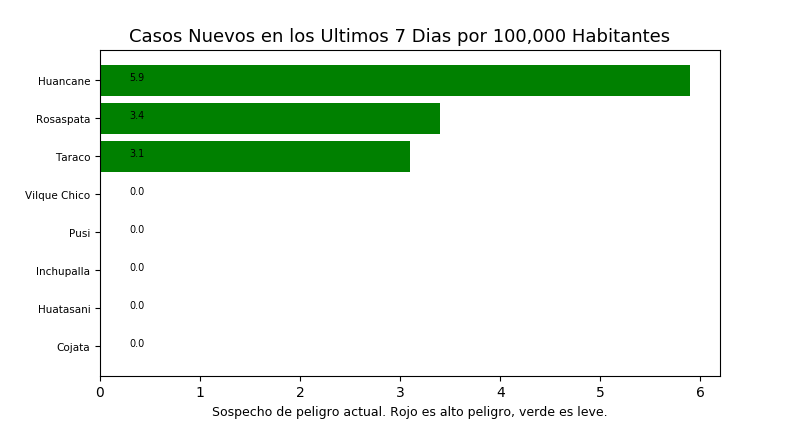 Casos Nuevos en los Ultimos 7 Dias por 100,000 Habitantes
Huancane 5.9
Rosaspata 3.4
Taraco 3.1
Vilque Chico 0.0
Pusi 0.0
Inchupalla 0.0
Huatasani 0.0
Cojata 0.0
0 1 2 3 4 5 6
Sospecho de peligro actual. Rojo es alto peligro, verde es leve.